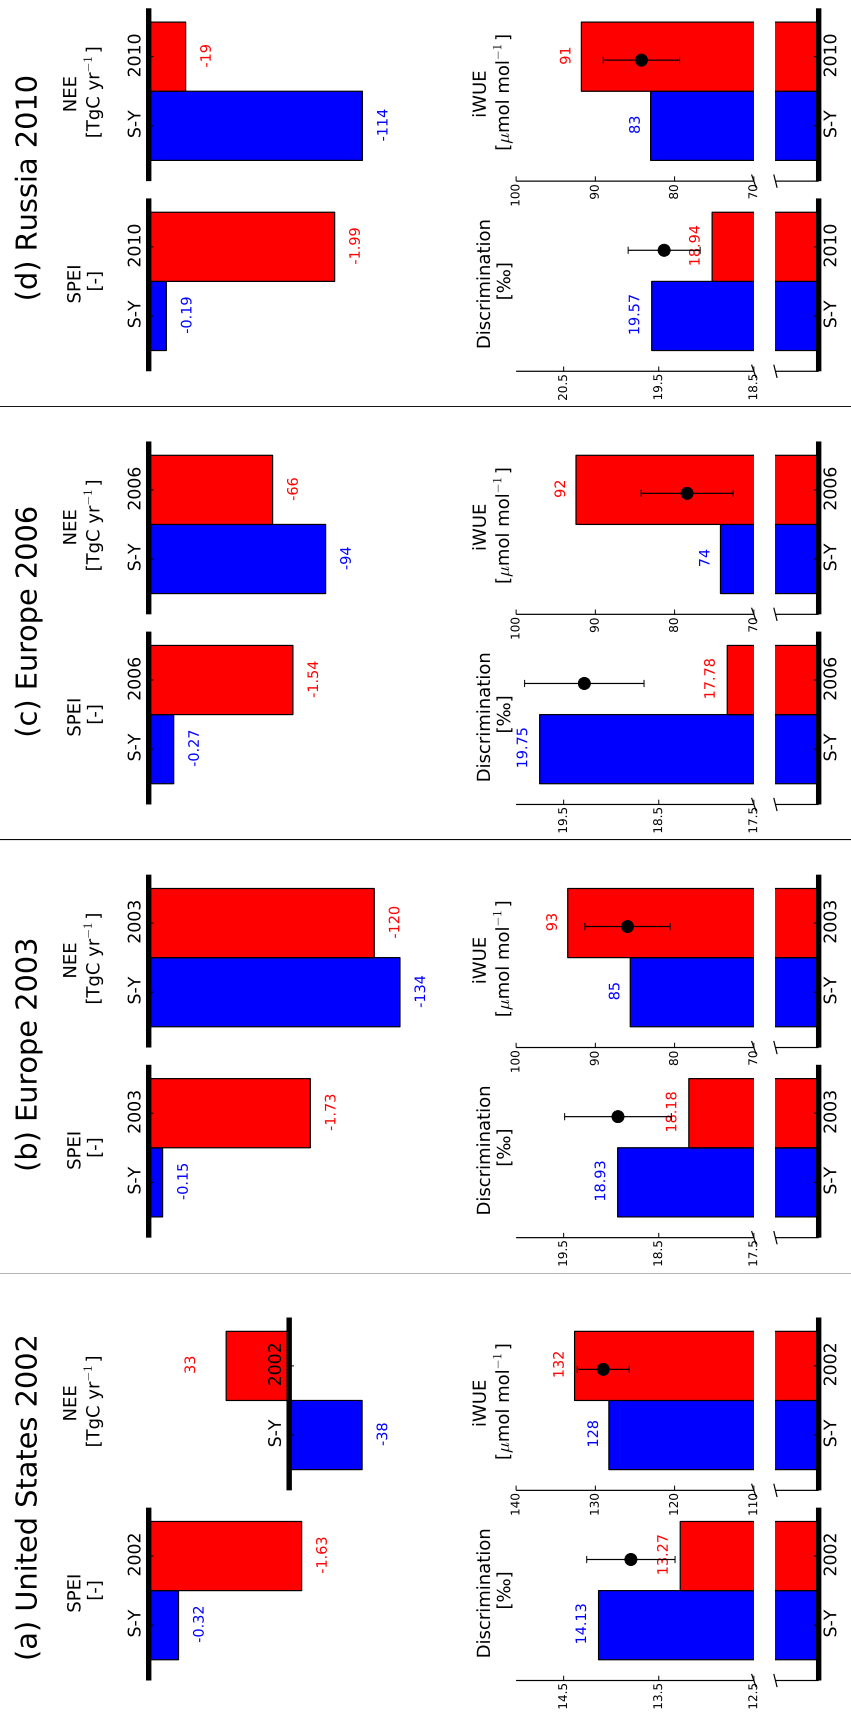 (a) United States 2002
SPEI
[-]
S-Y 2002
-0.32
-1.63
NEE
[TgC yr⁻¹]
S-Y 2002
-38
33
Discrimination
[‰]
14.5
13.5
12.5
14.13
13.27
S-Y 2002
iWUE
[μmol mol⁻¹]
140
130
120
110
128
132
S-Y 2002
(b) Europe 2003
SPEI
[-]
S-Y 2003
-0.15
-1.73
NEE
[TgC yr⁻¹]
S-Y 2003
-134
-120
Discrimination
[‰]
19.5
18.5
17.5
18.93
18.18
S-Y 2003
iWUE
[μmol mol⁻¹]
100
90
80
70
85
93
S-Y 2003
(c) Europe 2006
SPEI
[-]
S-Y 2006
-0.27
-1.54
NEE
[TgC yr⁻¹]
S-Y 2006
-94
-66
Discrimination
[‰]
19.5
18.5
17.5
19.75
17.78
S-Y 2006
iWUE
[μmol mol⁻¹]
100
90
80
70
74
92
S-Y 2006
(d) Russia 2010
SPEI
[-]
S-Y 2010
-0.19
-1.99
NEE
[TgC yr⁻¹]
S-Y 2010
-114
-19
Discrimination
[‰]
20.5
19.5
18.5
19.57
18.94
S-Y 2010
iWUE
[μmol mol⁻¹]
100
90
80
70
83
91
S-Y 2010